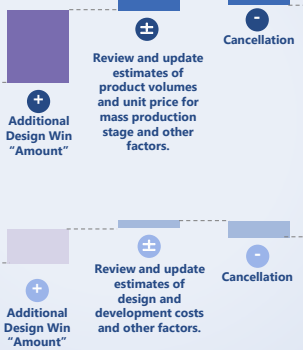 ±
-
Cancellation
Review and update
estimates of
product volumes
and unit price for
mass production
stage and other
factors.
+
Additional
Design Win
“Amount”
±
-
Cancellation
Review and update
estimates of
design and
development costs
and other factors.
+
Additional
Design Win
“Amount”